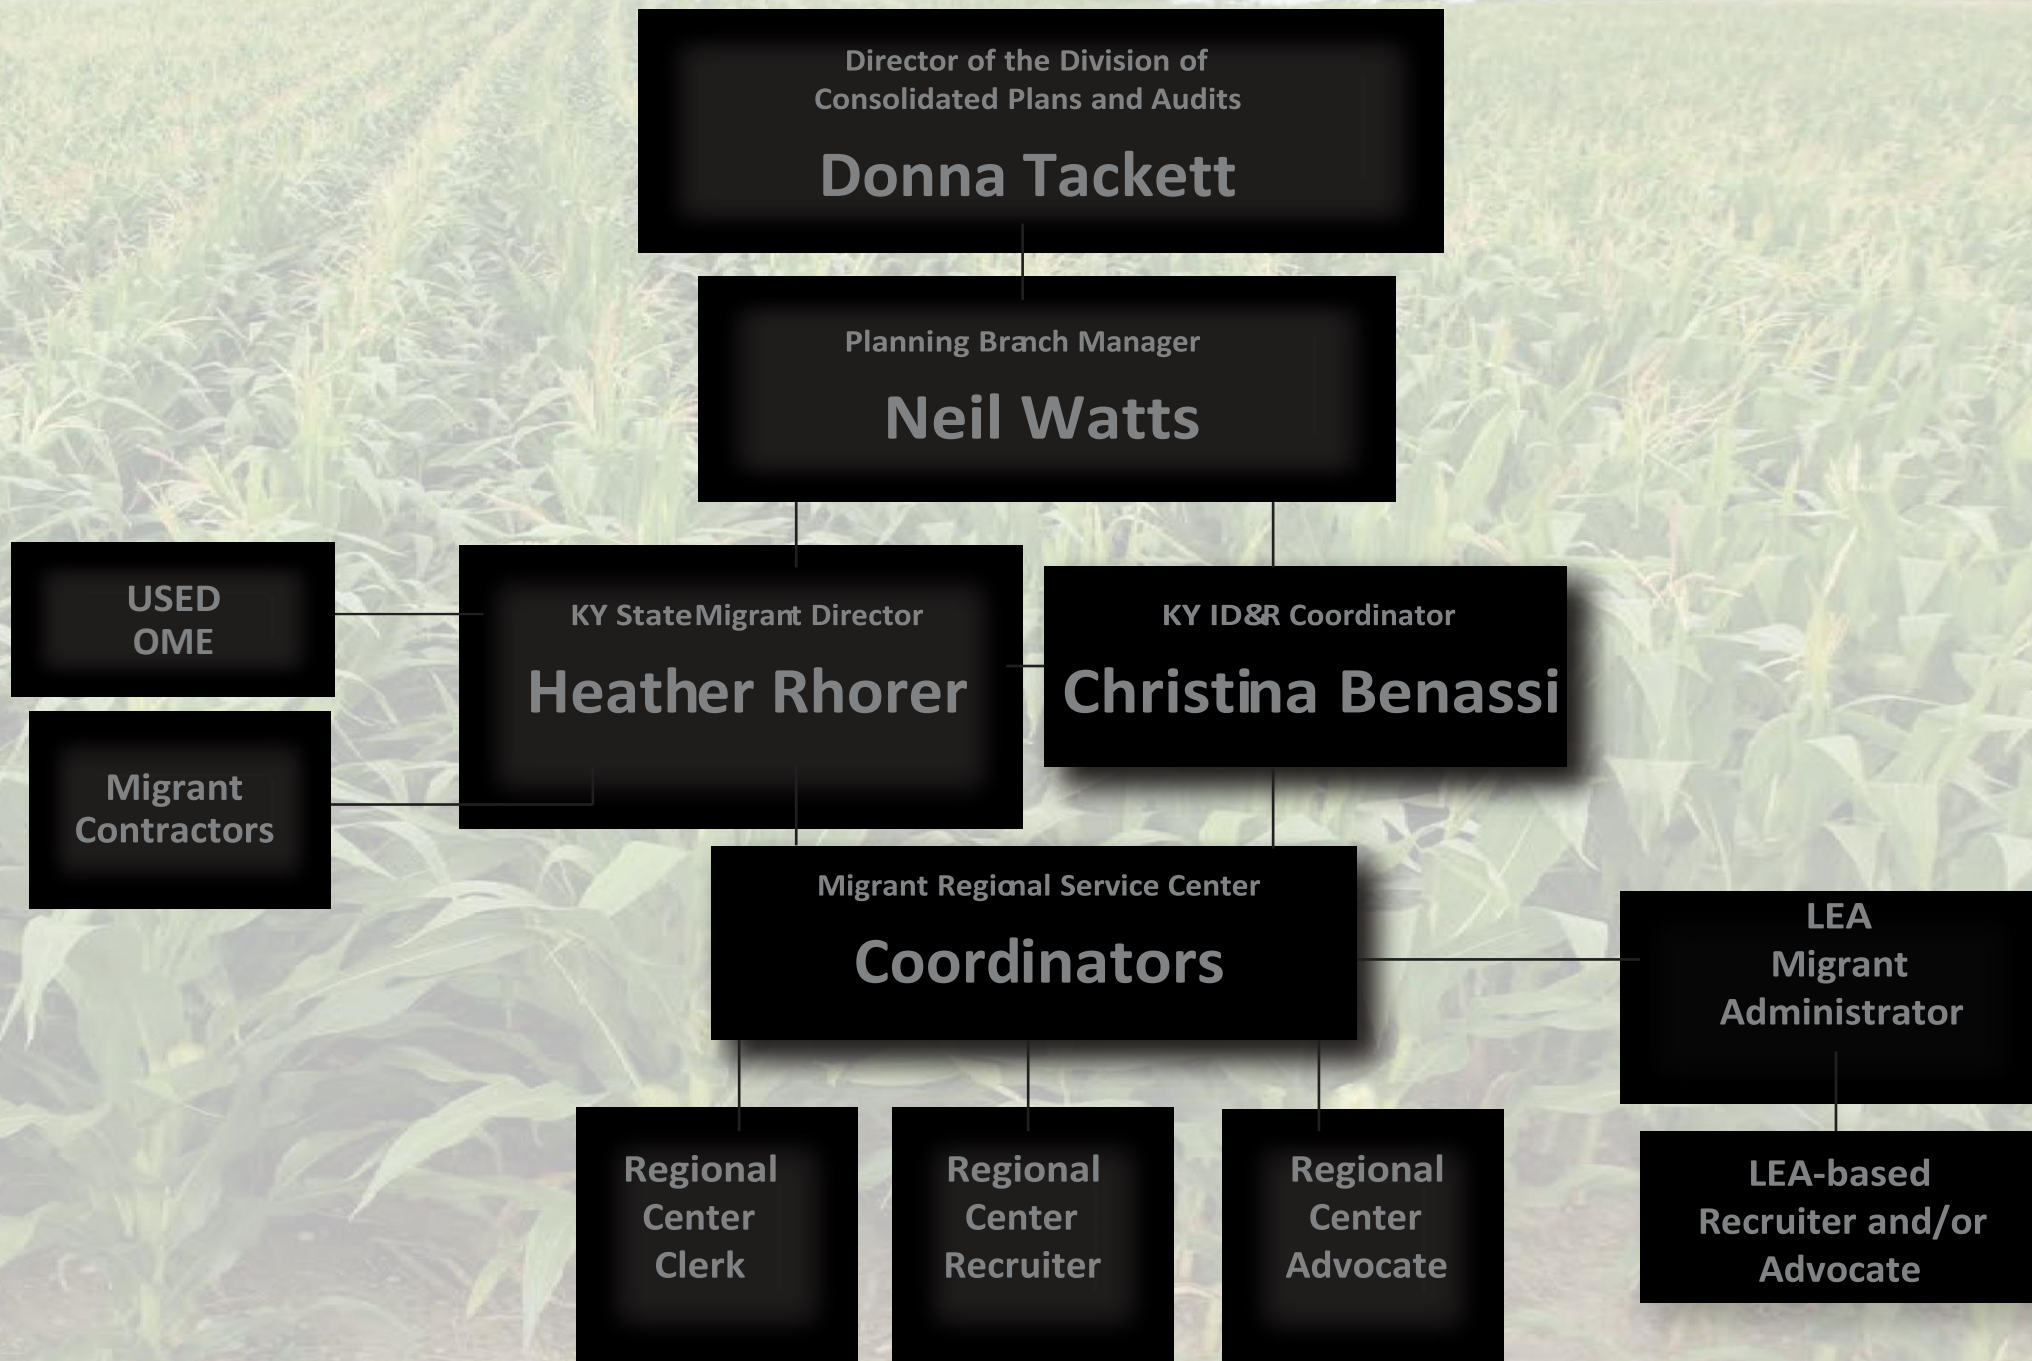 Director of the Division of
Consolidated Plans and Audits
Donna Tackett
Planning Branch Manager
Neil Watts
USED
OME
KY State Migrant Director
Heather Rhorer
KY ID&R Coordinator
Christina Benassi
Migrant
Contractors
Migrant Regional Service Center
Coordinators
LEA
Migrant
Administrator
Regional
Center
Clerk
Regional
Center
Recruiter
Regional
Center
Advocate
LEA-based
Recruiter and/or
Advocate